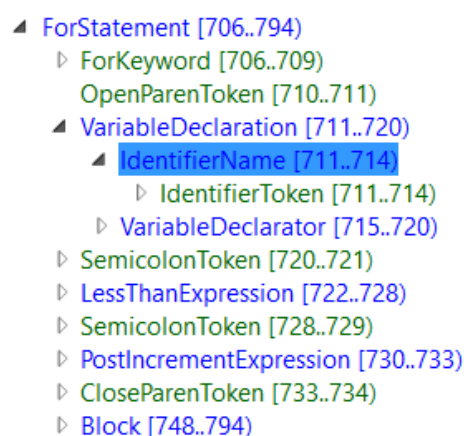 ForStatement [706..794)
ForKeyword [706..709)
OpenParenToken [710..711)
VariableDeclaration [711..720)
IdentifierName [711..714)
IdentifierToken [711..714)
VariableDeclarator [715..720)
SemicolonToken [720..721)
LessThanExpression [722..728)
SemicolonToken [728..729)
PostIncrementExpression [730..733)
CloseParenToken [733..734)
Block [748..794)